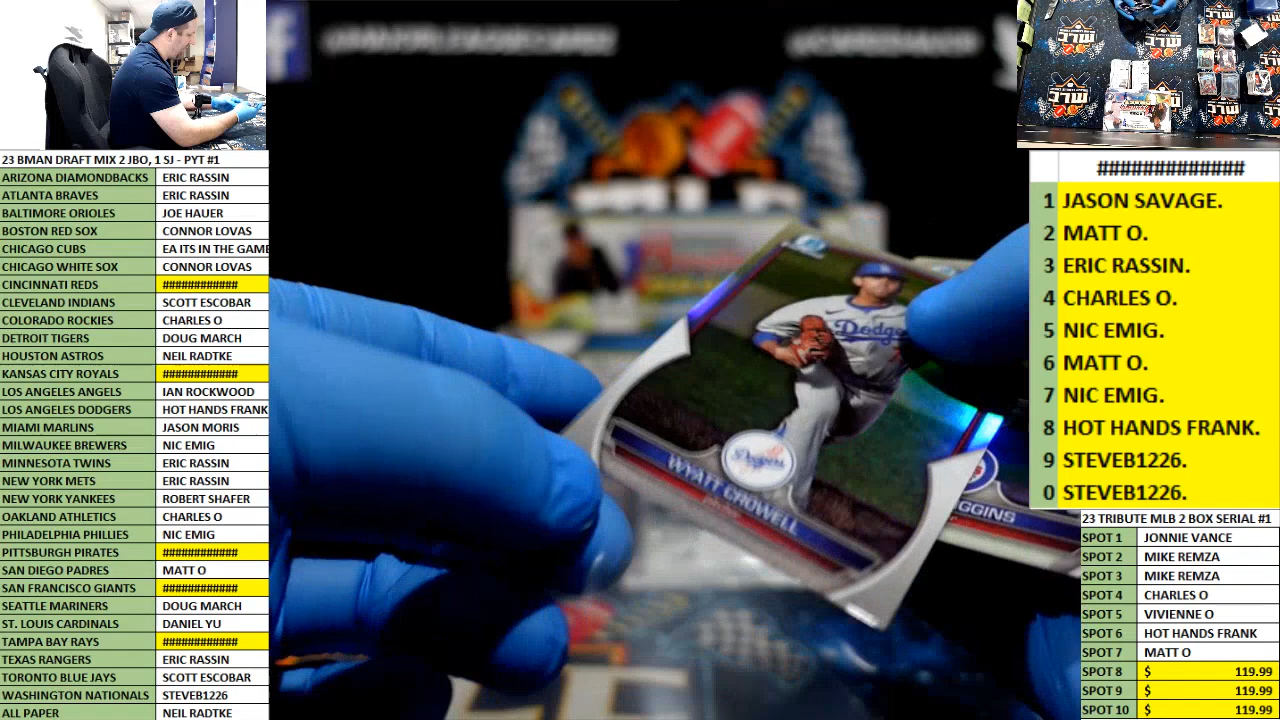 23 BMAN DRAFT MIX 2 JBO, 1 SJ - PYT #1
ARIZONA DIAMONDBACKS ERIC RASSIN
ATLANTA BRAVES ERIC RASSIN
BALTIMORE ORIOLES JOE HAUER
BOSTON RED SOX CONNOR LOVAS
CHICAGO CUBS EA ITS IN THE GAME
CHICAGO WHITE SOX CONNOR LOVAS
CINCINNATI REDS ############
CLEVELAND INDIANS SCOTT ESCOBAR
COLORADO ROCKIES CHARLES O
DETROIT TIGERS DOUG MARCH
HOUSTON ASTROS NEIL RADTKE
KANSAS CITY ROYALS ############
LOS ANGELES ANGELS IAN ROCKWOOD
LOS ANGELES DODGERS HOT HANDS FRANK
MIAMI MARLINS JASON MORIS
MILWAUKEE BREWERS NIC EMIG
MINNESOTA TWINS ERIC RASSIN
NEW YORK METS ERIC RASSIN
NEW YORK YANKEES ROBERT SHAFER
OAKLAND ATHLETICS CHARLES O
PHILADELPHIA PHILLIES NIC EMIG
PITTSBURGH PIRATES ############
SAN DIEGO PADRES MATT O
SAN FRANCISCO GIANTS ############
SEATTLE MARINERS DOUG MARCH
ST. LOUIS CARDINALS DANIEL YU
TAMPA BAY RAYS ############
TEXAS RANGERS ERIC RASSIN
TORONTO BLUE JAYS SCOTT ESCOBAR
WASHINGTON NATIONALS STEVEB1226
ALL PAPER NEIL RADTKE
Dodgers
Dodgers
WYATT CROWELL
GGINS
שרב
שרב
שרב
שרב
#############
1 JASON SAVAGE.
2 MATT O.
3 ERIC RASSIN.
4 CHARLES O.
5 NIC EMIG.
6 MATT O.
7 NIC EMIG.
8 HOT HANDS FRANK.
9 STEVEB1226.
0 STEVEB1226.
23 TRIBUTE MLB 2 BOX SERIAL #1
SPOT 1 JONNIE VANCE
SPOT 2 MIKE REMZA
SPOT 3 MIKE REMZA
SPOT 4 CHARLES O
SPOT 5 VIVIENNE O
SPOT 6 HOT HANDS FRANK
SPOT 7 MATT O
SPOT 8 $ 119.99
SPOT 9 $ 119.99
SPOT 10 $ 119.99